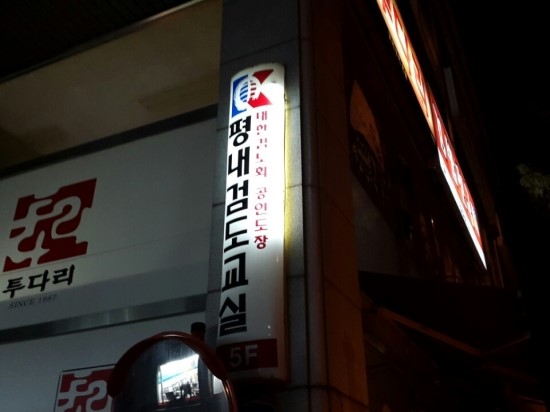 대한검도회 공인도장
평내검도교실
5F
투다리
SINCE 1987